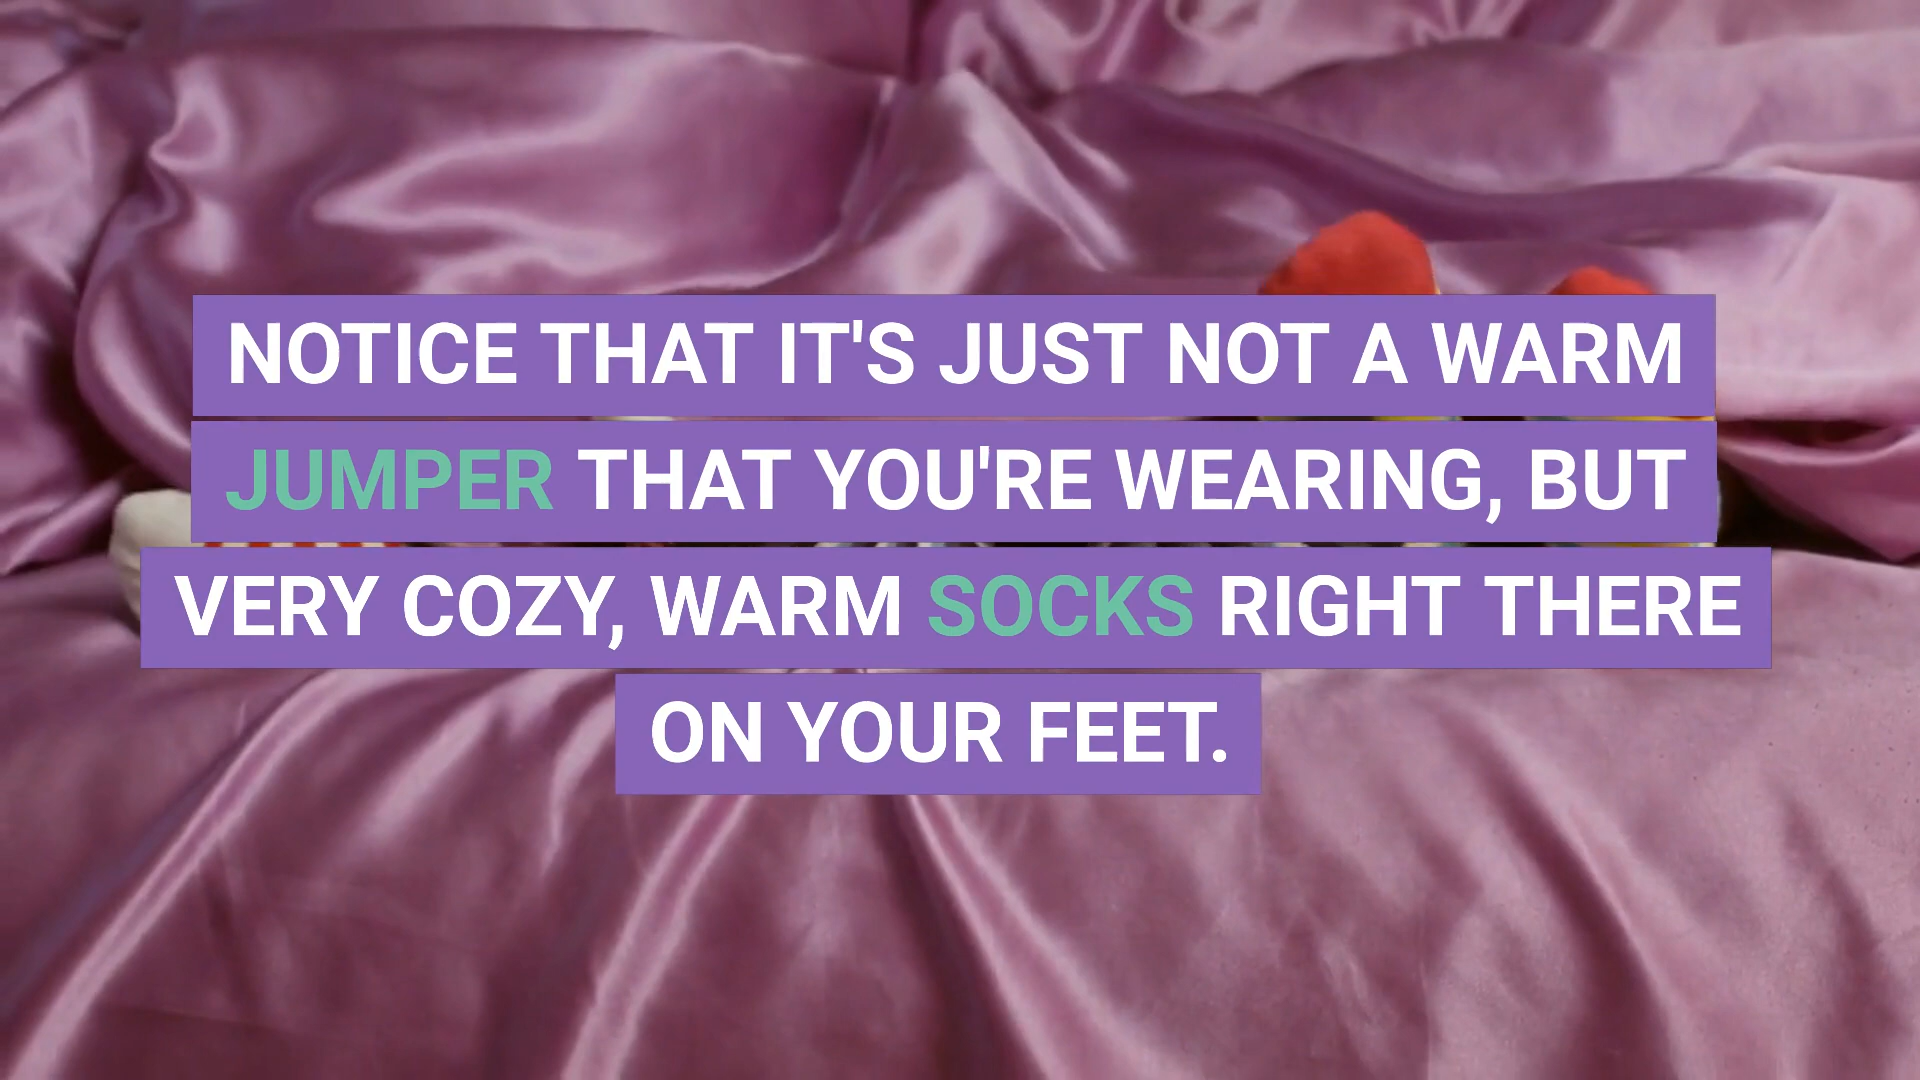 NOTICE THAT IT'S JUST NOT A WARM
JUMPER THAT YOU'RE WEARING, BUT
VERY COZY, WARM SOCKS RIGHT THERE
ON YOUR FEET.